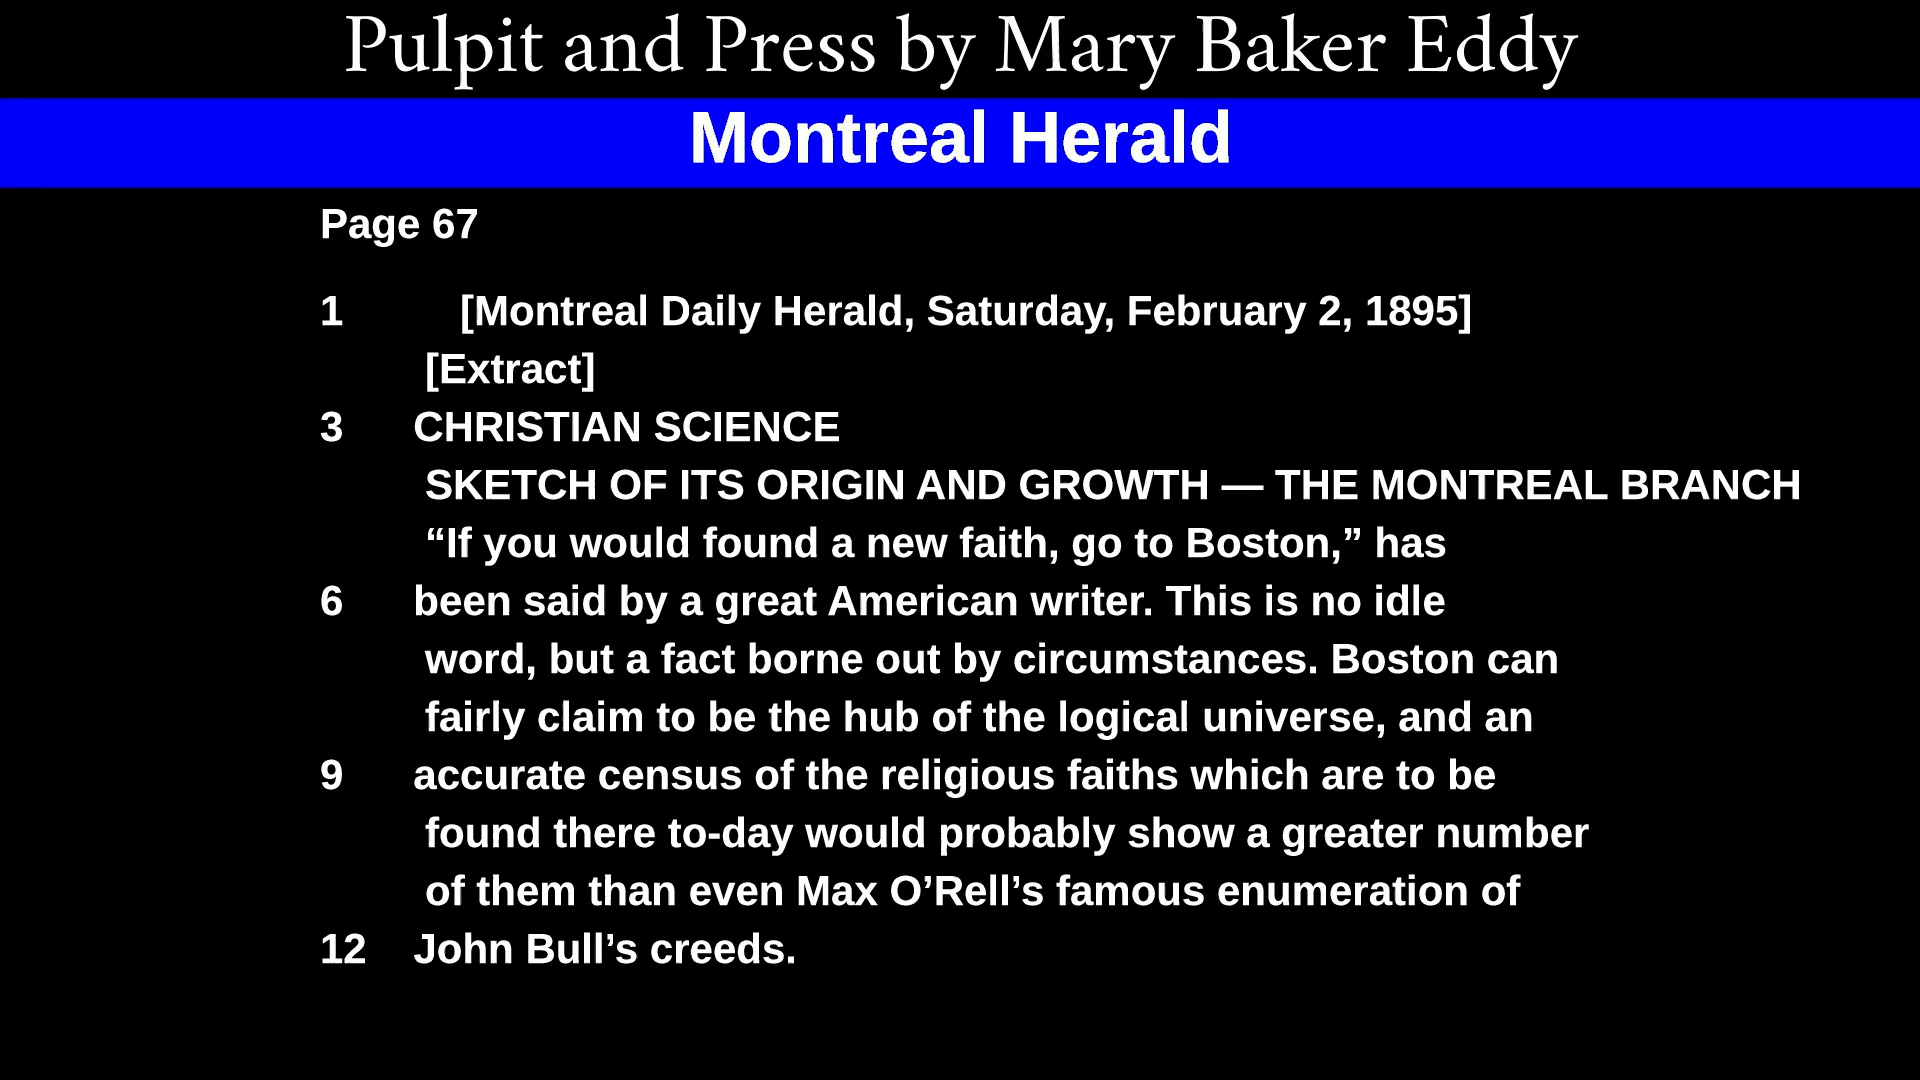 Pulpit and Press by Mary Baker Eddy
Montreal Herald
Page 67
1 [Montreal Daily Herald, Saturday, February 2, 1895]
[Extract]
3 CHRISTIAN SCIENCE
SKETCH OF ITS ORIGIN AND GROWTH — THE MONTREAL BRANCH
“If you would found a new faith, go to Boston,” has
6 been said by a great American writer. This is no idle
word, but a fact borne out by circumstances. Boston can
fairly claim to be the hub of the logical universe, and an
9 accurate census of the religious faiths which are to be
found there to-day would probably show a greater number
of them than even Max O’Rell’s famous enumeration of
12 John Bull’s creeds.